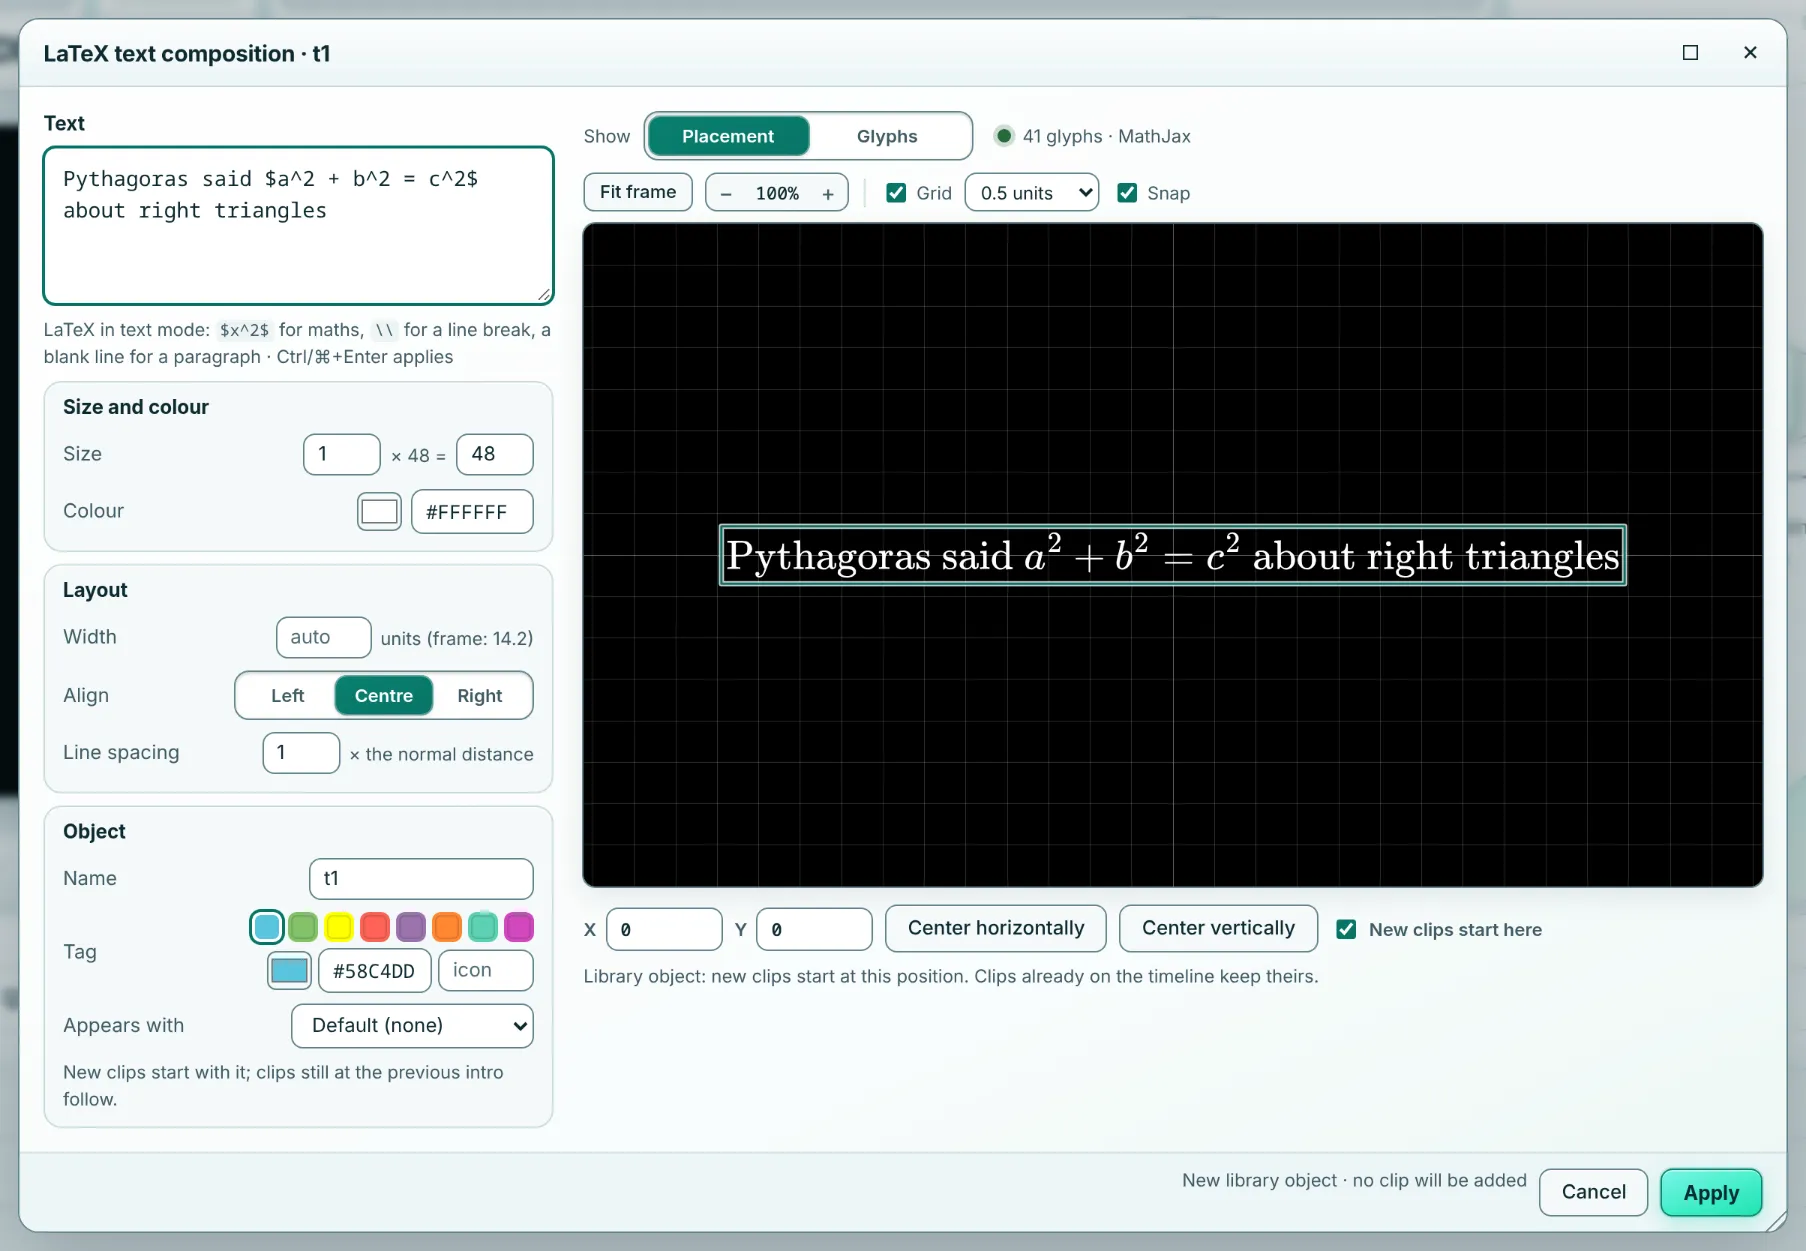 LaTeX text composition · t1
Text
Pythagoras said $a^2 + b^2 = c^2$
about right triangles
LaTeX in text mode: $x^2$ for maths, \\ for a line break, a
blank line for a paragraph · Ctrl/⌘+Enter applies
Size and colour
Size 1 × 48 = 48
Colour #FFFFFF
Layout
Width auto units (frame: 14.2)
Align Left Centre Right
Line spacing 1 × the normal distance
Object
Name t1
Tag
#58C4DD icon
Appears with Default (none)
New clips start with it; clips still at the previous intro
follow.
Show Placement Glyphs 41 glyphs · MathJax
Fit frame − 100% + Grid 0.5 units Snap
Pythagoras said a² + b² = c² about right triangles
X 0 Y 0 Center horizontally Center vertically New clips start here
Library object: new clips start at this position. Clips already on the timeline keep theirs.
New library object · no clip will be added Cancel Apply